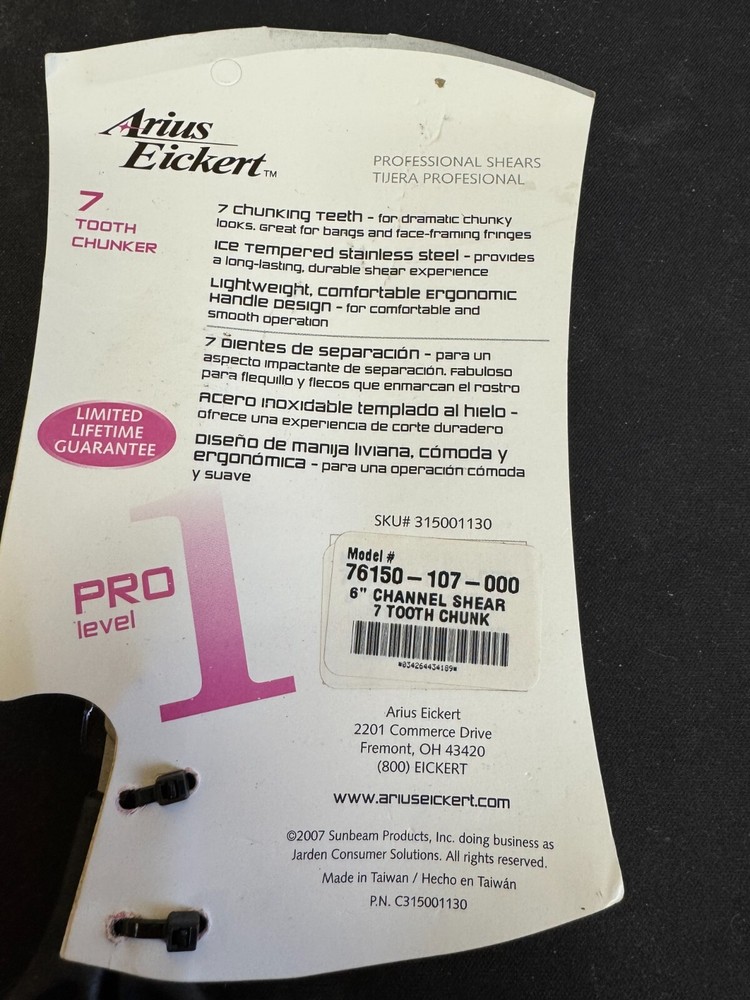 Arius
Eickert™
PROFESSIONAL SHEARS
TIJERA PROFESIONAL
7
TOOTH
CHUNKER
7 Chunking Teeth - for dramatic chunky
looks. Great for bangs and face-framing fringes
Ice Tempered stainless steel - provides
a long-lasting, durable shear experience
Lightweight, comfortable Ergonomic
Handle Design - for comfortable and
smooth operation
7 Dientes de separación - para un
aspecto impactante de separación. Fabuloso
para flequillo y flecos que enmarcan el rostro
Acero inoxidable templado al hielo -
ofrece una experiencia de corte duradero
Diseño de manija liviana, cómoda y
ergonómica - para una operación cómoda
y suave
LIMITED
LIFETIME
GUARANTEE
PRO
level
1
SKU# 315001130
Model #
76150-107-000
6" CHANNEL SHEAR
7 TOOTH CHUNK
*034264434189*
Arius Eickert
2201 Commerce Drive
Fremont, OH 43420
(800) EICKERT
www.ariuseickert.com
©2007 Sunbeam Products, Inc. doing business as
Jarden Consumer Solutions. All rights reserved.
Made in Taiwan / Hecho en Taiwán
P.N. C315001130